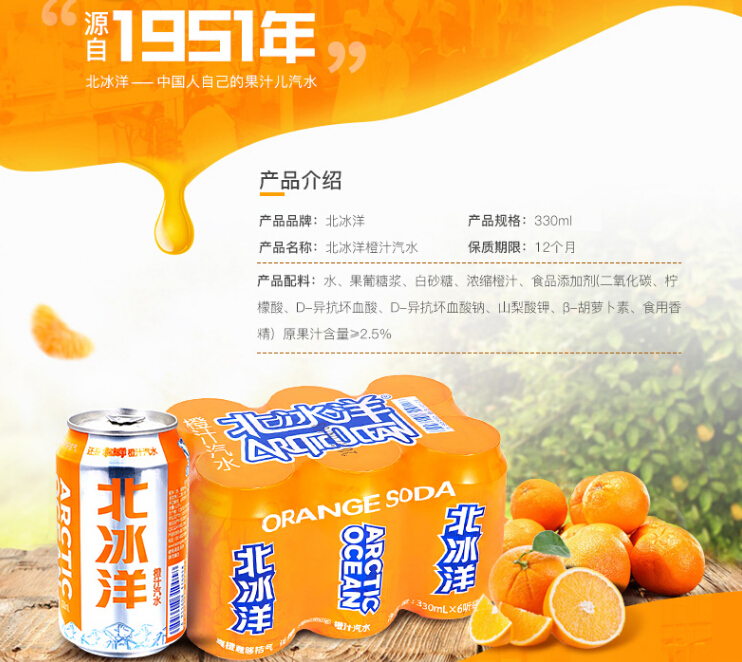 “源自1951年”
北冰洋——中国人自己的果汁儿汽水
产品介绍
产品品牌：北冰洋
产品规格：330ml
产品名称：北冰洋橙汁汽水
保质期限：12个月
产品配料：水、果葡糖浆、白砂糖、浓缩橙汁、食品添加剂(二氧化碳、柠
檬酸、D–异抗坏血酸、D–异抗坏血酸钠、山梨酸钾、β–胡萝卜素、食用香
精）原果汁含量≥2.5%
北冰洋
ARCTIC OCEAN
橙汁汽水
ORANGE SODA
北冰洋
ARCTIC
OCEAN
北冰洋
橙汁汽水
330ml×6听
橙汁汽水
ARCTIC
北冰洋
橙汁汽水